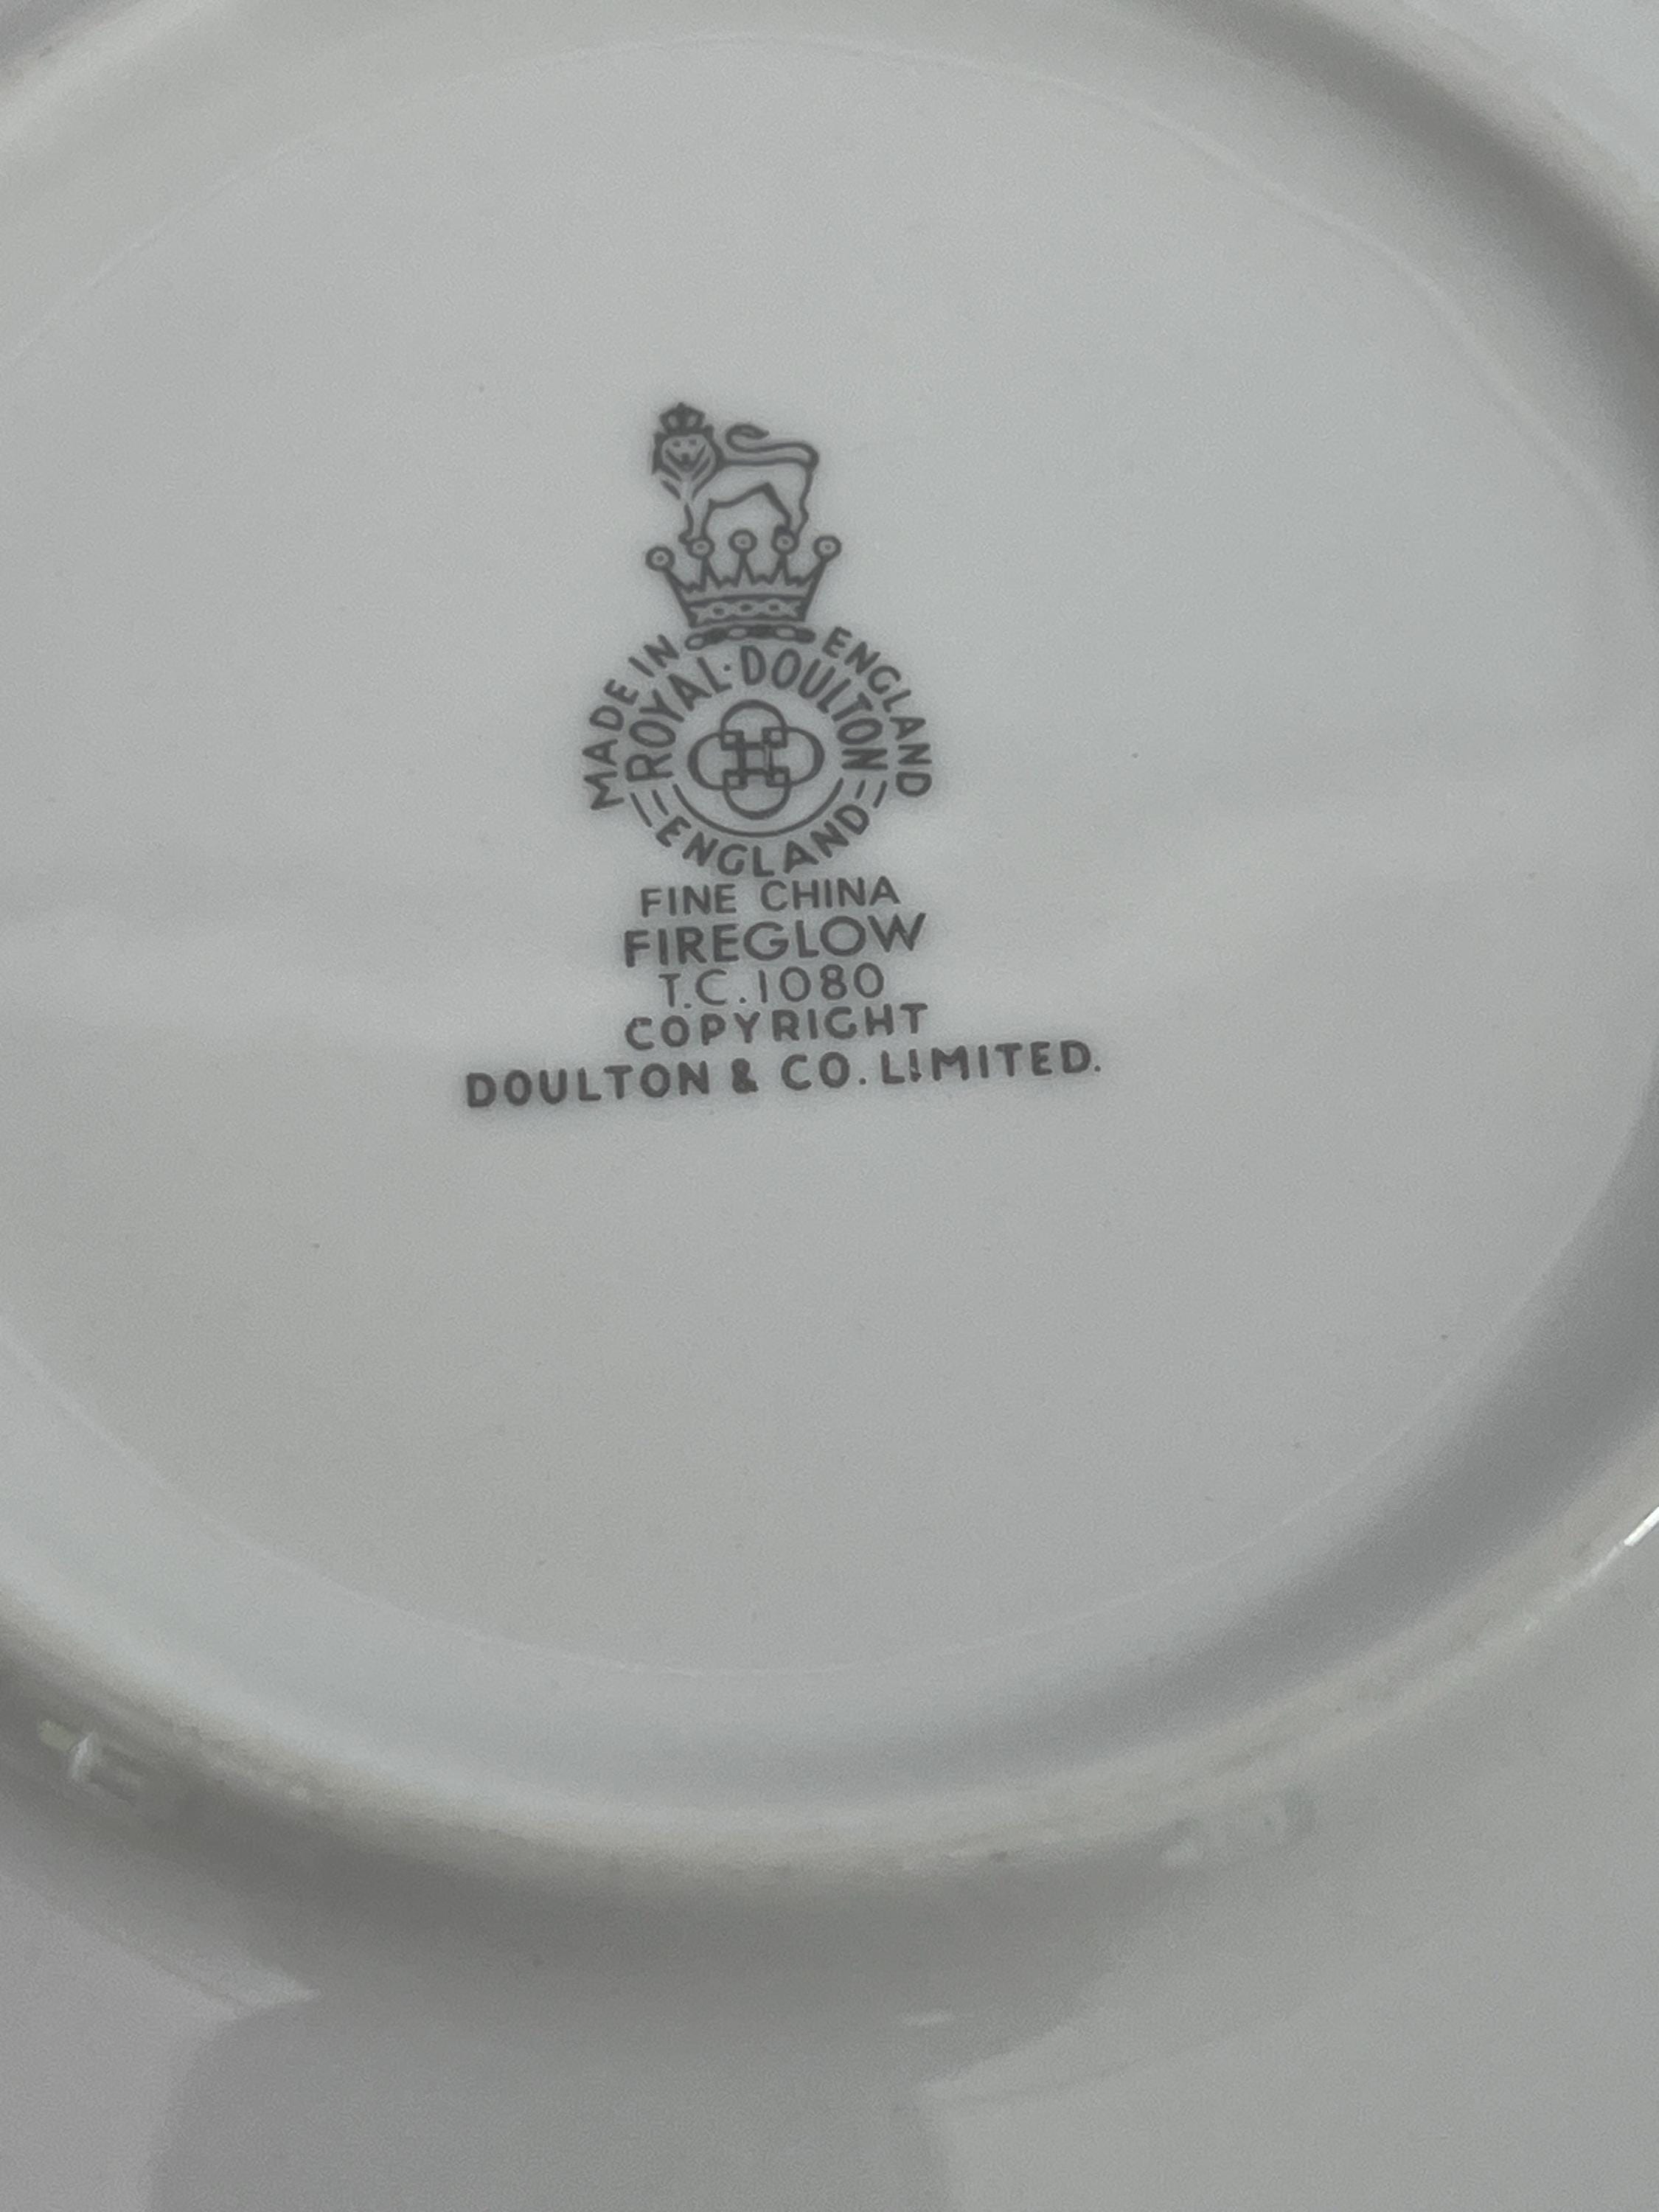 MADE IN ENGLAND
ROYAL·DOULTON
ENGLAND
FINE CHINA
FIREGLOW
T.C.1080
COPYRIGHT
DOULTON & CO. LIMITED.